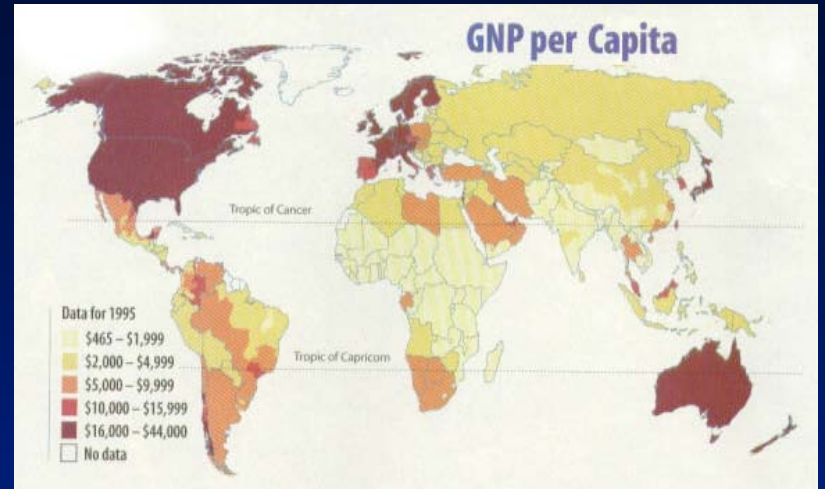 GNP per Capita
Tropic of Cancer
Tropic of Capricorn
Data for 1995
$465 – $1,999
$2,000 – $4,999
$5,000 – $9,999
$10,000 – $15,999
$16,000 – $44,000
No data